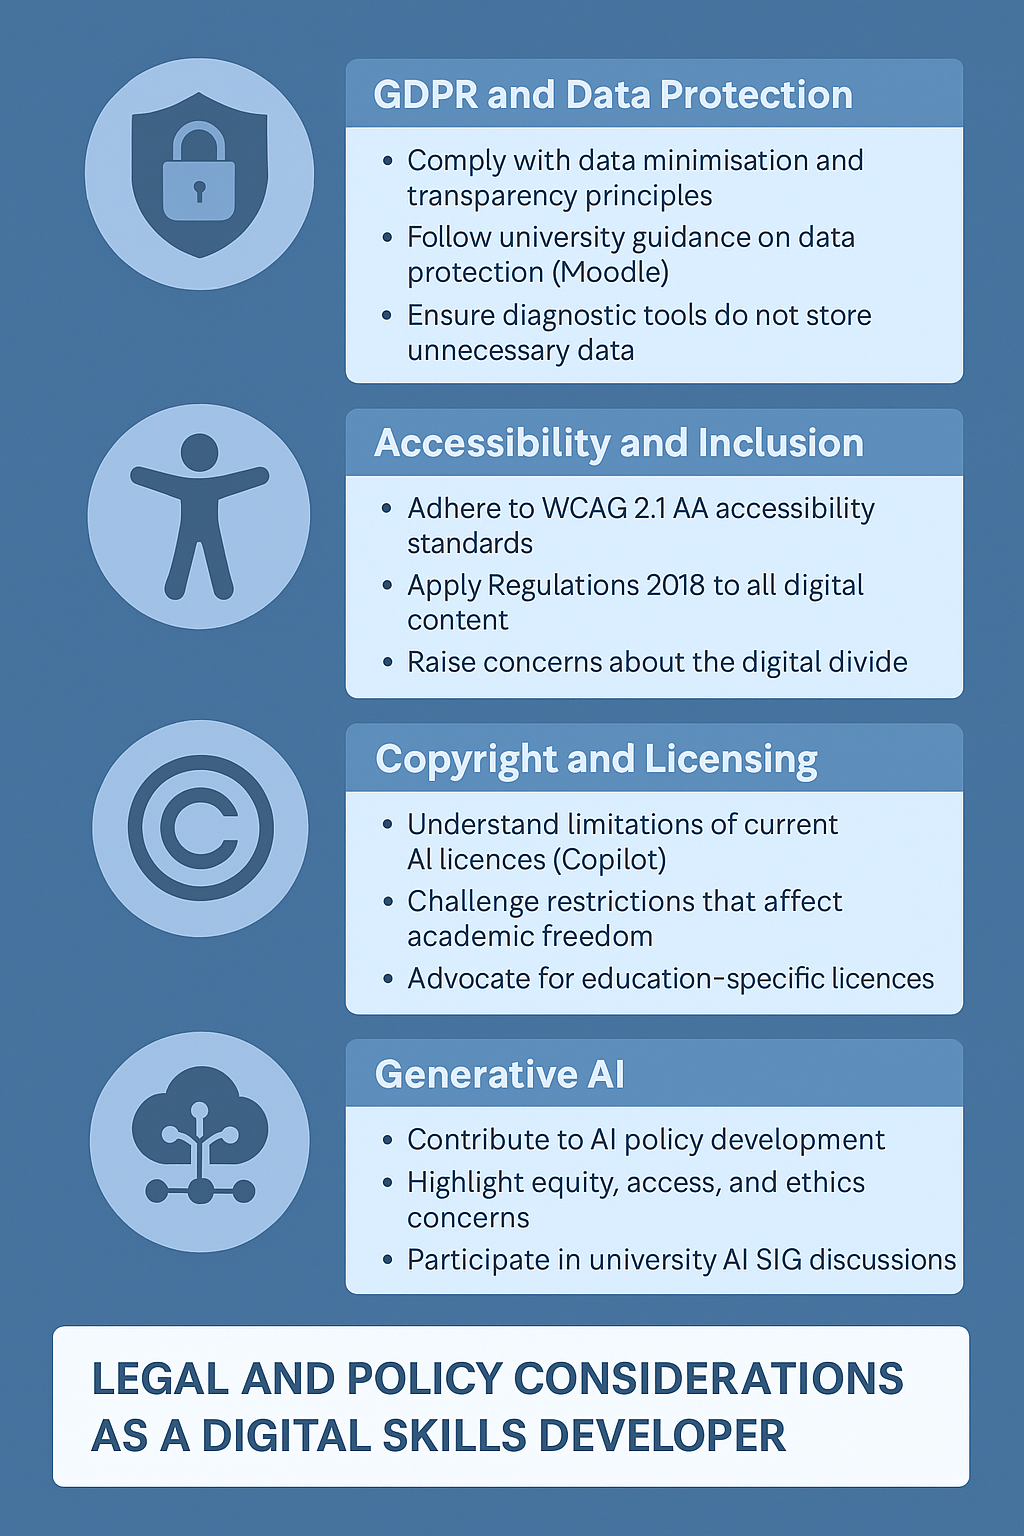 GDPR and Data Protection
• Comply with data minimisation and
transparency principles
• Follow university guidance on data
protection (Moodle)
• Ensure diagnostic tools do not store
unnecessary data
Accessibility and Inclusion
• Adhere to WCAG 2.1 AA accessibility
standards
• Apply Regulations 2018 to all digital
content
• Raise concerns about the digital divide
Copyright and Licensing
• Understand limitations of current
AI licences (Copilot)
• Challenge restrictions that affect
academic freedom
• Advocate for education-specific licences
Generative AI
• Contribute to AI policy development
• Highlight equity, access, and ethics
concerns
• Participate in university AI SIG discussions
LEGAL AND POLICY CONSIDERATIONS
AS A DIGITAL SKILLS DEVELOPER